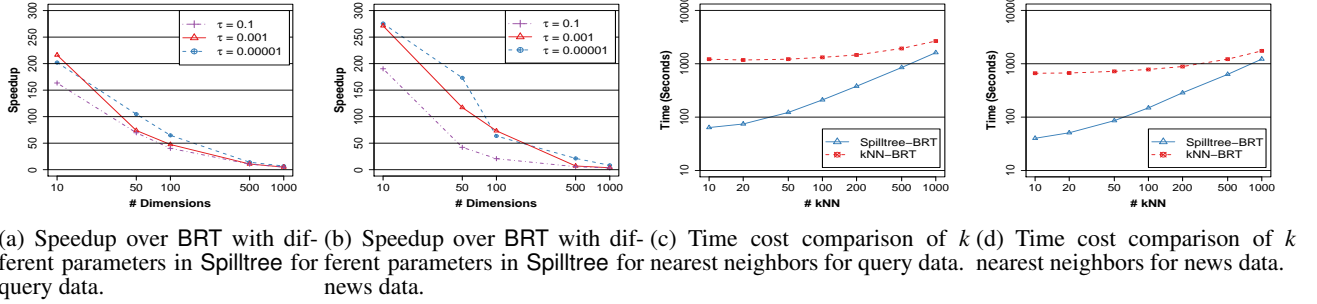 300
250
200
150
100
50
0
Speedup
τ = 0.1
τ = 0.001
τ = 0.00001
10 50 100 500 1000
# Dimensions
300
250
200
150
100
50
0
Speedup
τ = 0.1
τ = 0.001
τ = 0.00001
10 50 100 500 1000
# Dimensions
10000
1000
100
10
Time (Seconds)
Spilltree−BRT
kNN−BRT
10 20 50 100 200 500 1000
# kNN
10000
1000
100
10
Time (Seconds)
Spilltree−BRT
kNN−BRT
10 20 50 100 200 500 1000
# kNN
(a) Speedup over BRT with dif-
ferent parameters in Spilltree for
query data.
(b) Speedup over BRT with dif-
ferent parameters in Spilltree for
news data.
(c) Time cost comparison of k
nearest neighbors for query data.
(d) Time cost comparison of k
nearest neighbors for news data.